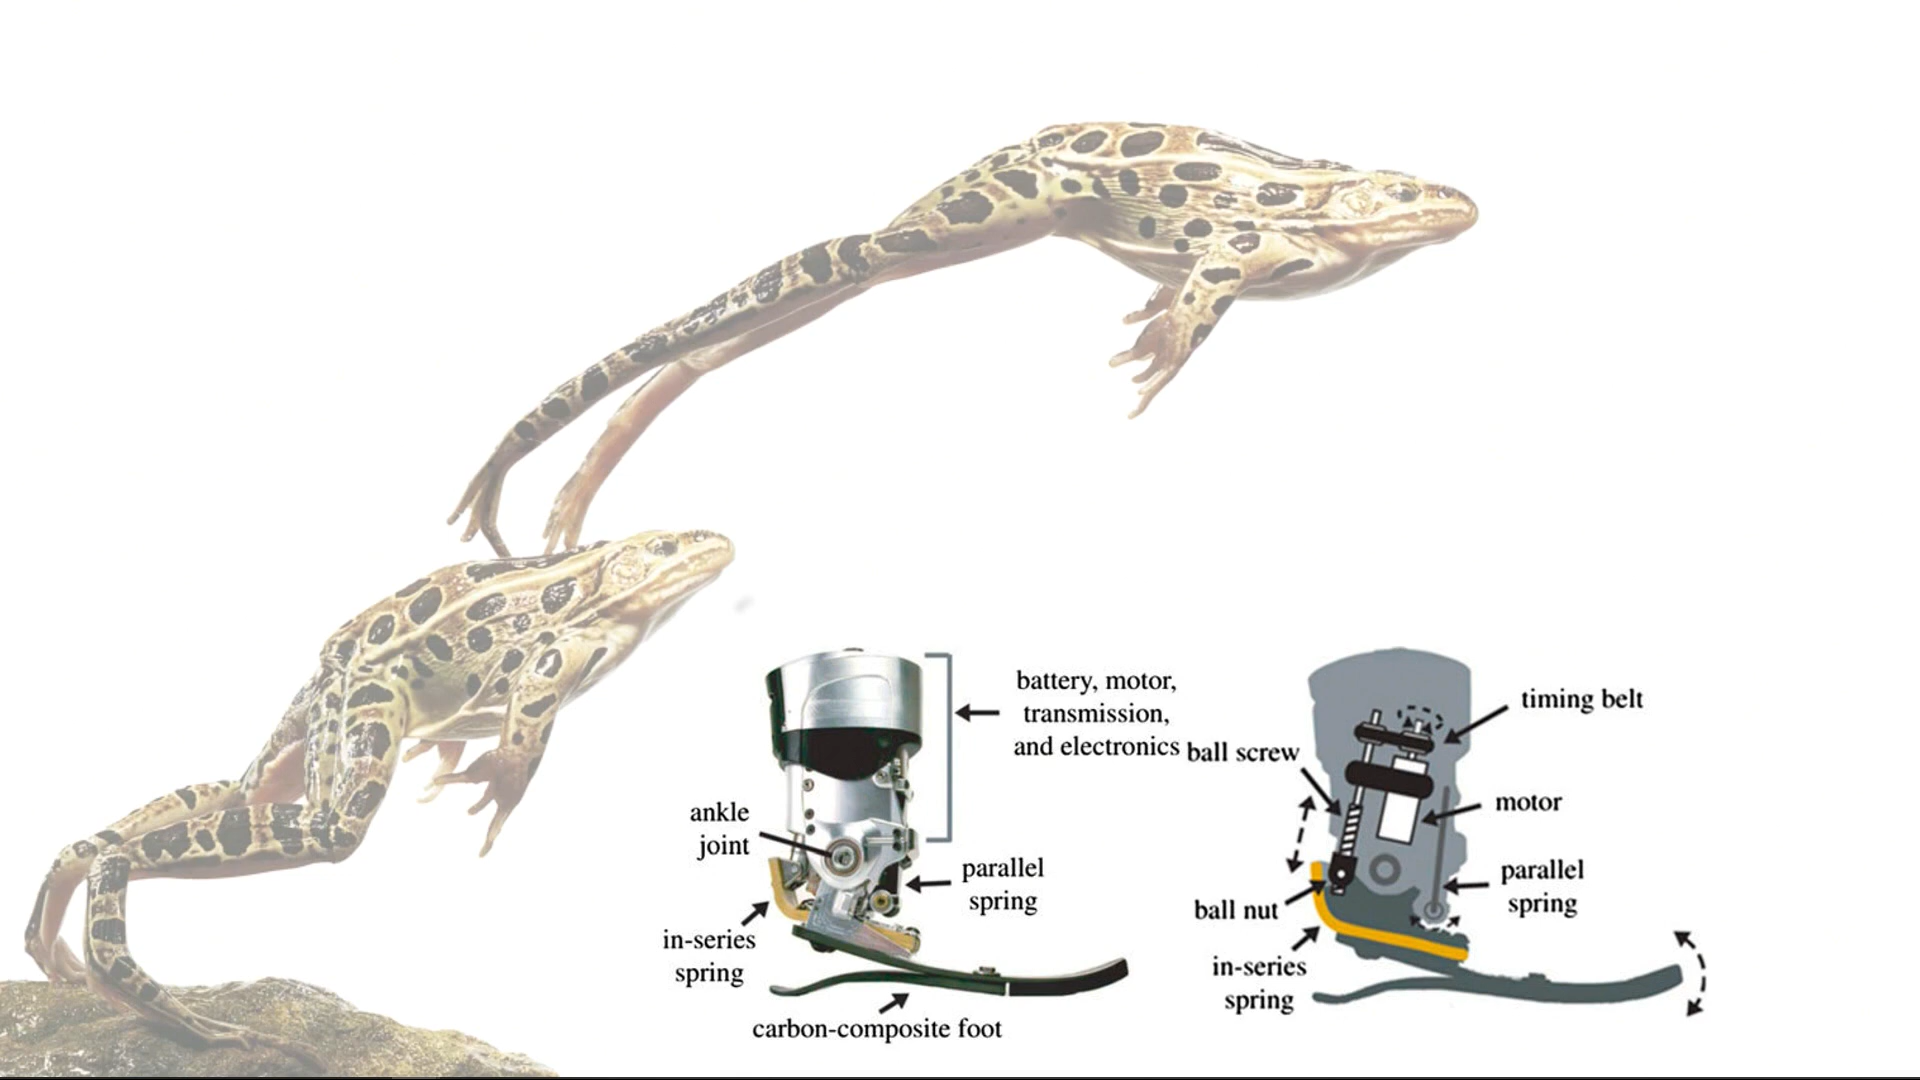 battery, motor,
transmission,
and electronics
ankle
joint
parallel
spring
in-series
spring
carbon-composite foot
timing belt
ball screw
motor
parallel
spring
ball nut
in-series
spring